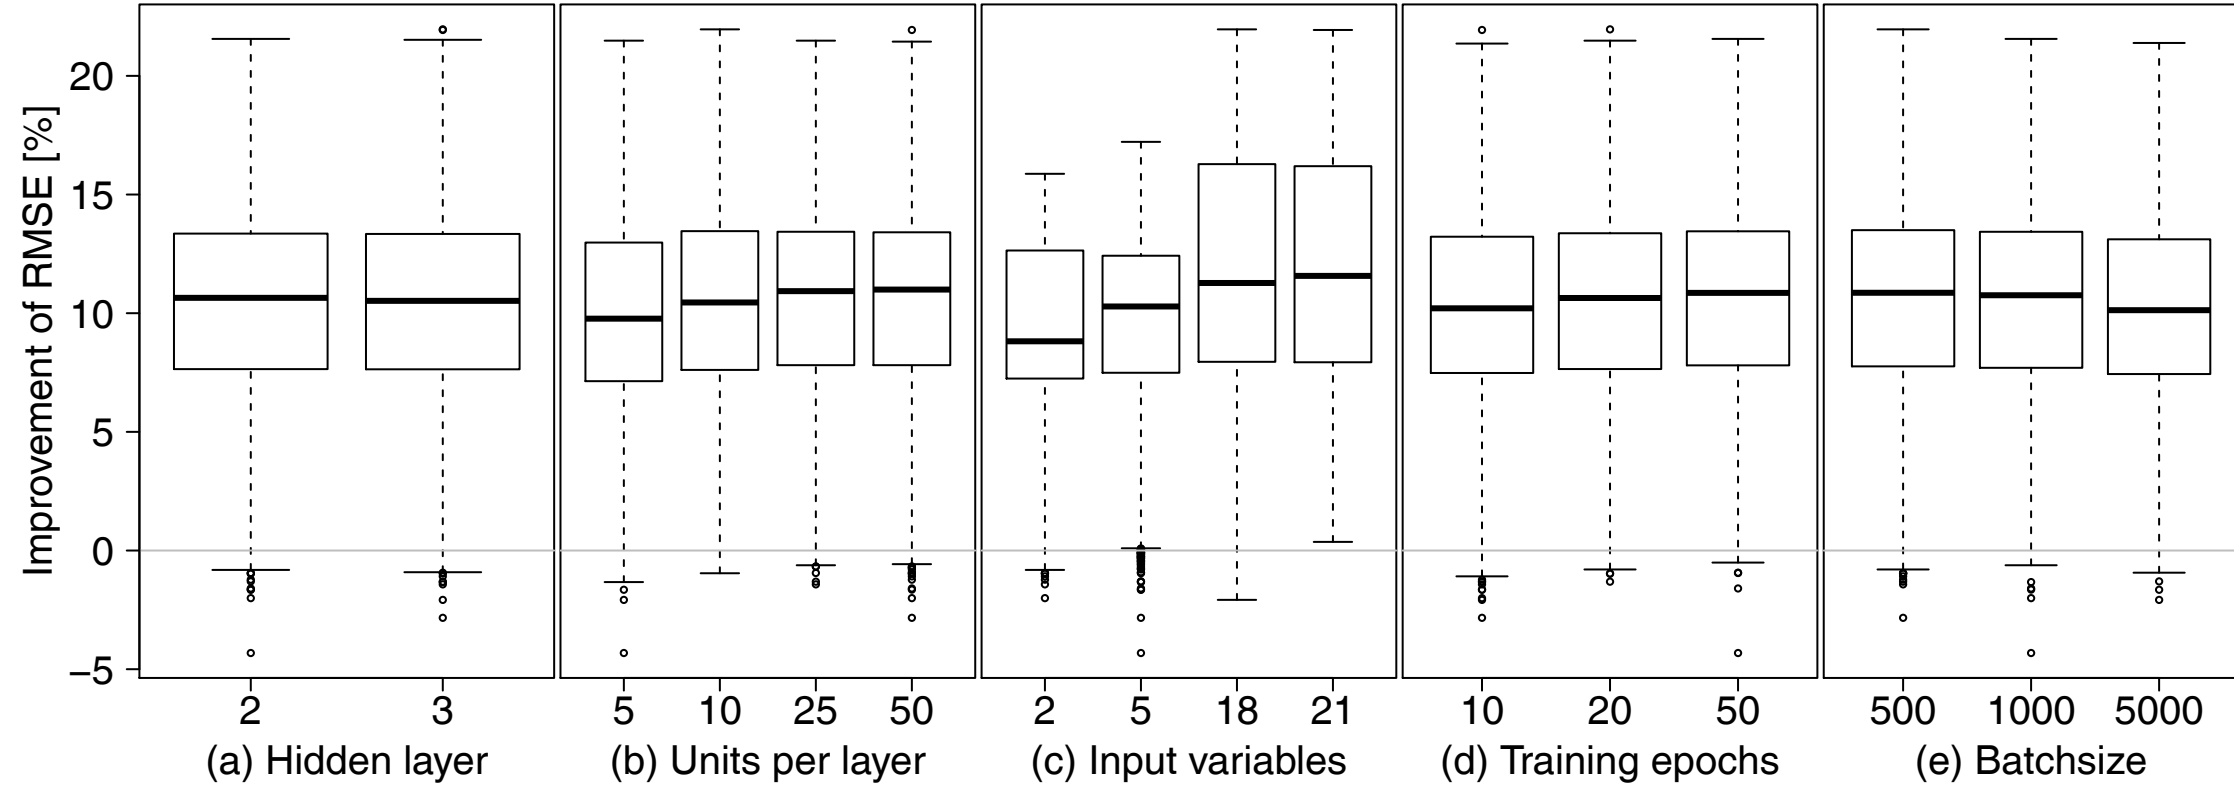 Improvement of RMSE [%]
20
15
10
5
0
−5
2 3
(a) Hidden layer
5 10 25 50
(b) Units per layer
2 5 18 21
(c) Input variables
10 20 50
(d) Training epochs
500 1000 5000
(e) Batchsize